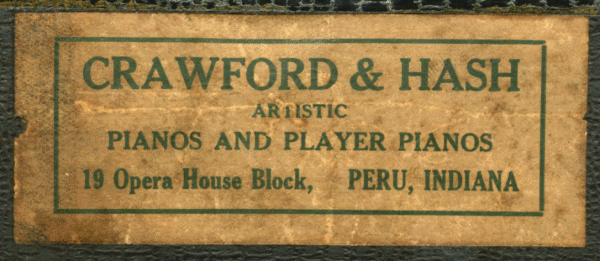 CRAWFORD & HASH
ARTISTIC
PIANOS AND PLAYER PIANOS
19 Opera House Block, PERU, INDIANA